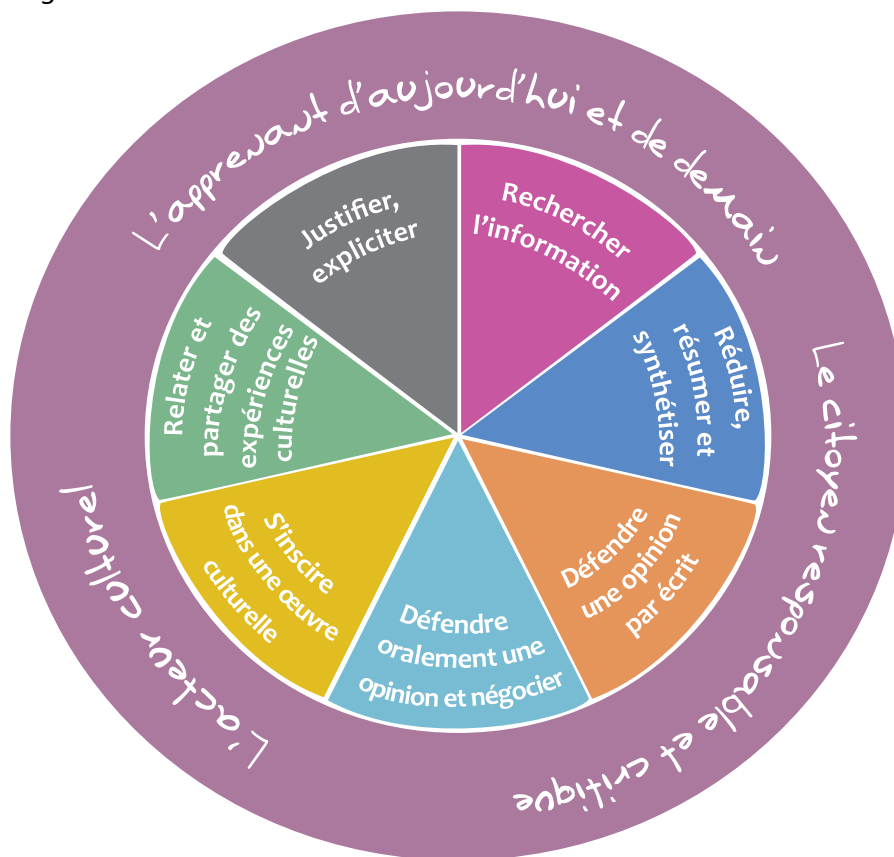 L'apprenant d'aujourd'hui et de demain
Le citoyen responsable et critique
L'acteur culturel
Rechercher
l'information
Réduire,
résumer et
synthétiser
Défendre
une opinion
par écrit
Défendre
oralement une
opinion et négocier
S'inscrire
dans une œuvre
culturelle
Relater et
partager des
expériences
culturelles
Justifier,
expliciter